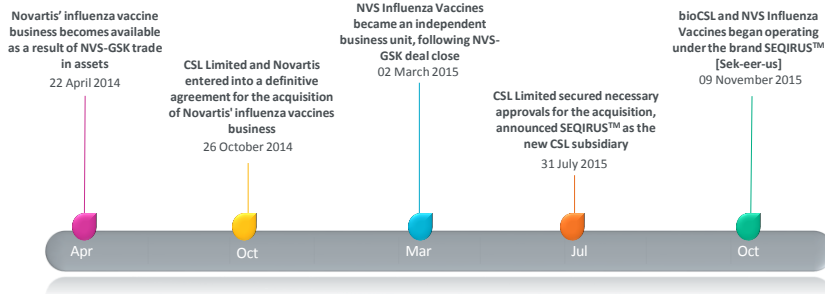 Novartis' influenza vaccine
business becomes available
as a result of NVS-GSK trade
in assets
22 April 2014
CSL Limited and Novartis
entered into a definitive
agreement for the acquisition
of Novartis' influenza vaccines
business
26 October 2014
NVS Influenza Vaccines
became an independent
business unit, following NVS-
GSK deal close
02 March 2015
CSL Limited secured necessary
approvals for the acquisition,
announced SEQIRUS™ as the
new CSL subsidiary
31 July 2015
bioCSL and NVS Influenza
Vaccines began operating
under the brand SEQIRUS™
[Sek-eer-us]
09 November 2015
Apr
Oct
Mar
Jul
Oct